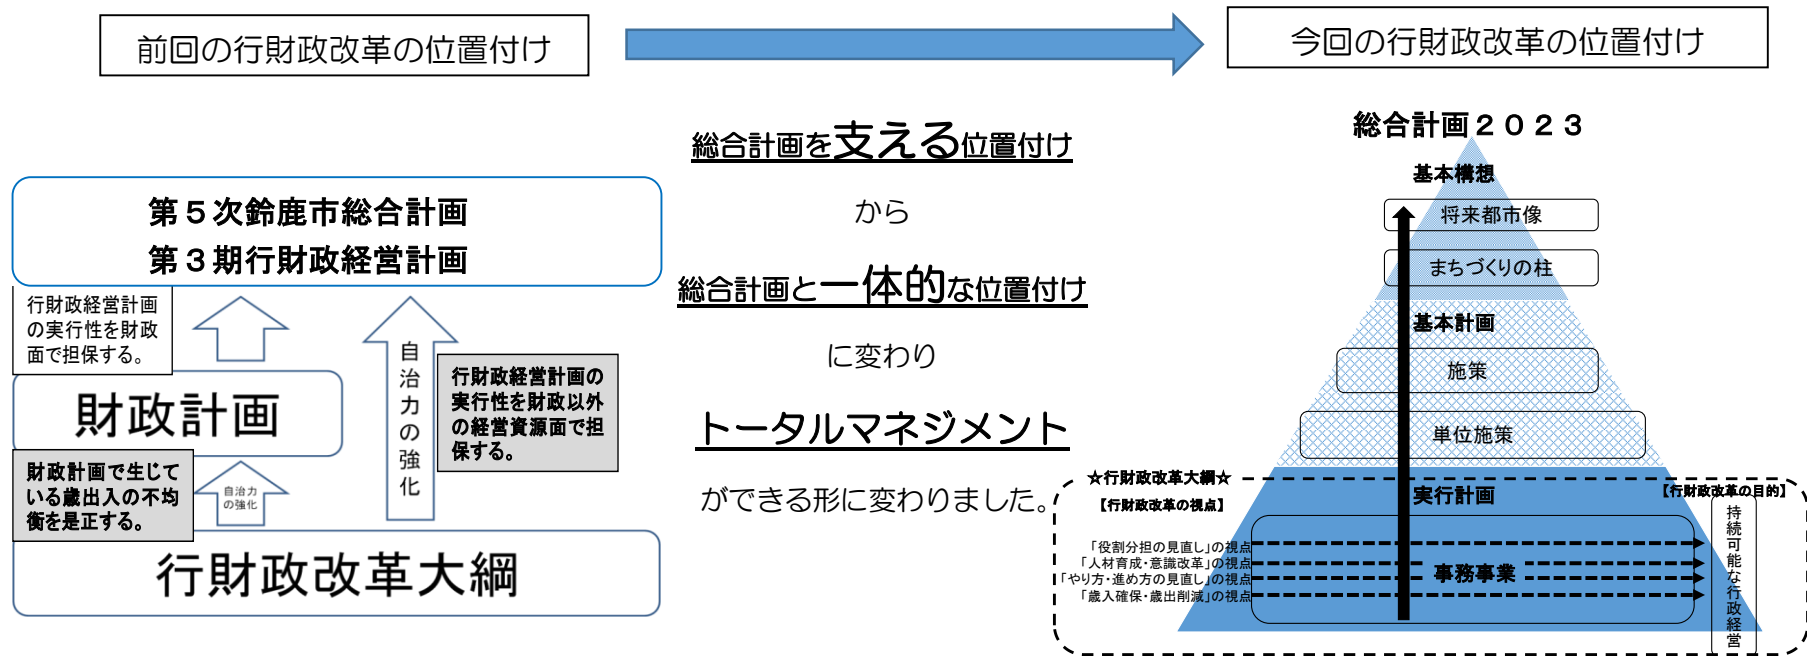 前回の行財政改革の位置付け
今回の行財政改革の位置付け
第５次鈴鹿市総合計画
第３期行財政経営計画
行財政経営計画
の実行性を財政
面で担保する。
財政計画
自治力の強化
行財政経営計画の
実行性を財政以外
の経営資源面で担
保する。
財政計画で生じて
いる歳出入の不均
衡を是正する。
自治力
の強化
行財政改革大綱
総合計画を支える位置付け
から
総合計画と一体的な位置付け
に変わり
トータルマネジメント
ができる形に変わりました。
総合計画２０２３
基本構想
将来都市像
まちづくりの柱
基本計画
施策
単位施策
☆行財政改革大綱☆
【行財政改革の視点】
実行計画
【行財政改革の目的】
「役割分担の見直し」の視点
「人材育成・意識改革」の視点
「やり方・進め方の見直し」の視点
「歳入確保・歳出削減」の視点
事務事業
持続可能な行政経営